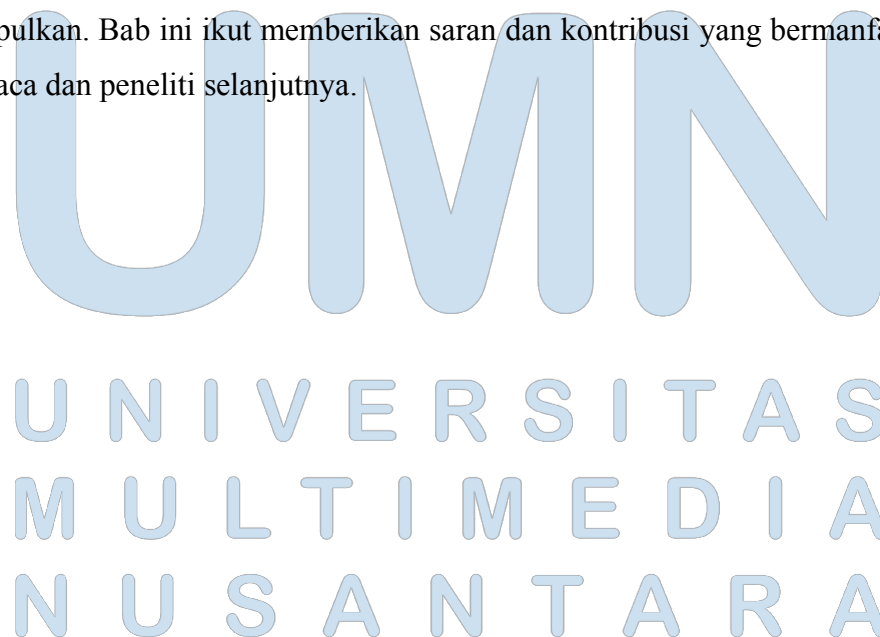 pulkan. Bab ini ikut memberikan saran dan kontribusi yang bermanfa
aca dan peneliti selanjutnya.
UMN
UNIVERSITAS
MULTIMEDIA
NUSANTARA